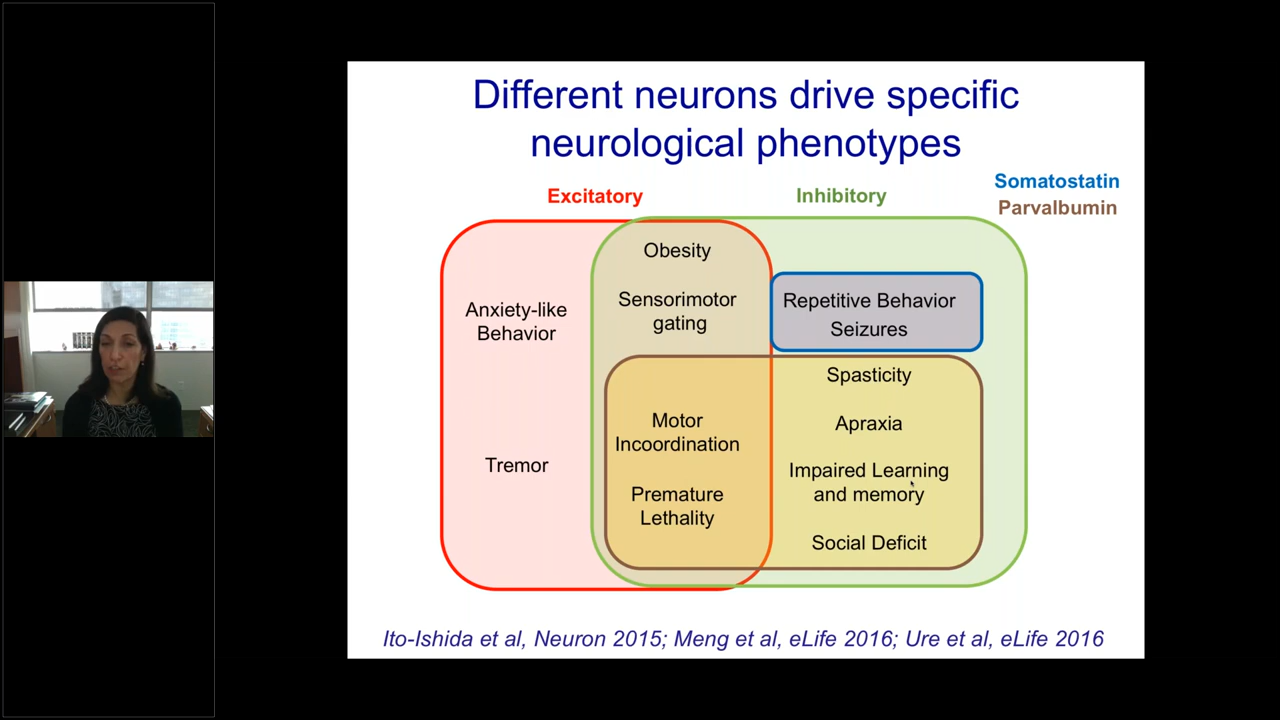 Different neurons drive specific
neurological phenotypes
Excitatory
Inhibitory
Somatostatin
Parvalbumin
Obesity
Sensorimotor
gating
Repetitive Behavior
Seizures
Anxiety-like
Behavior
Spasticity
Apraxia
Motor
Incoordination
Impaired Learning
and memory
Tremor
Premature
Lethality
Social Deficit
Ito-Ishida et al, Neuron 2015; Meng et al, eLife 2016; Ure et al, eLife 2016